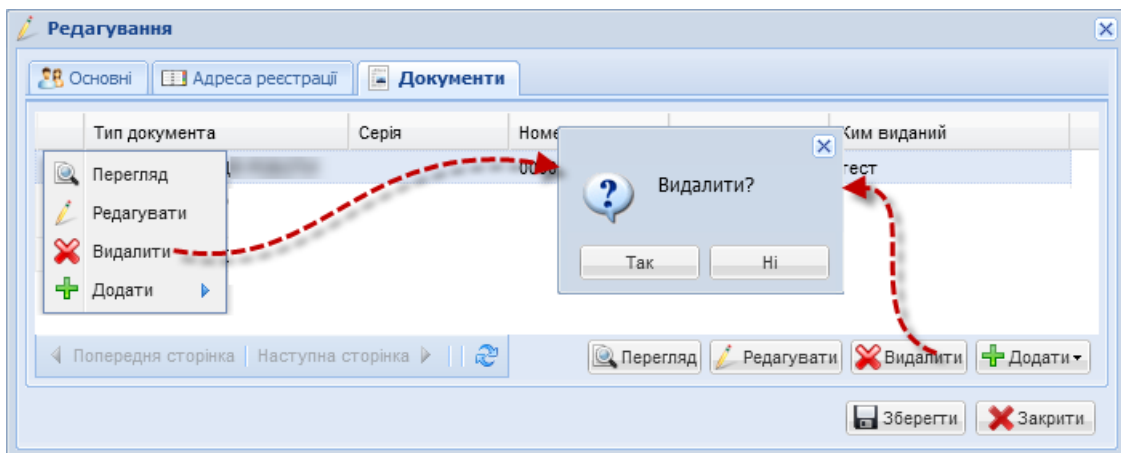 Редагування
Основні Адреса реєстрації Документи
Тип документа Серія Ким виданий
Перегляд
тест
Видалити?
Редагувати
Видалити
Так Ні
Додати
Попередня сторінка Наступна сторінка Перегляд Редагувати Видалити Додати
Зберегти Закрити